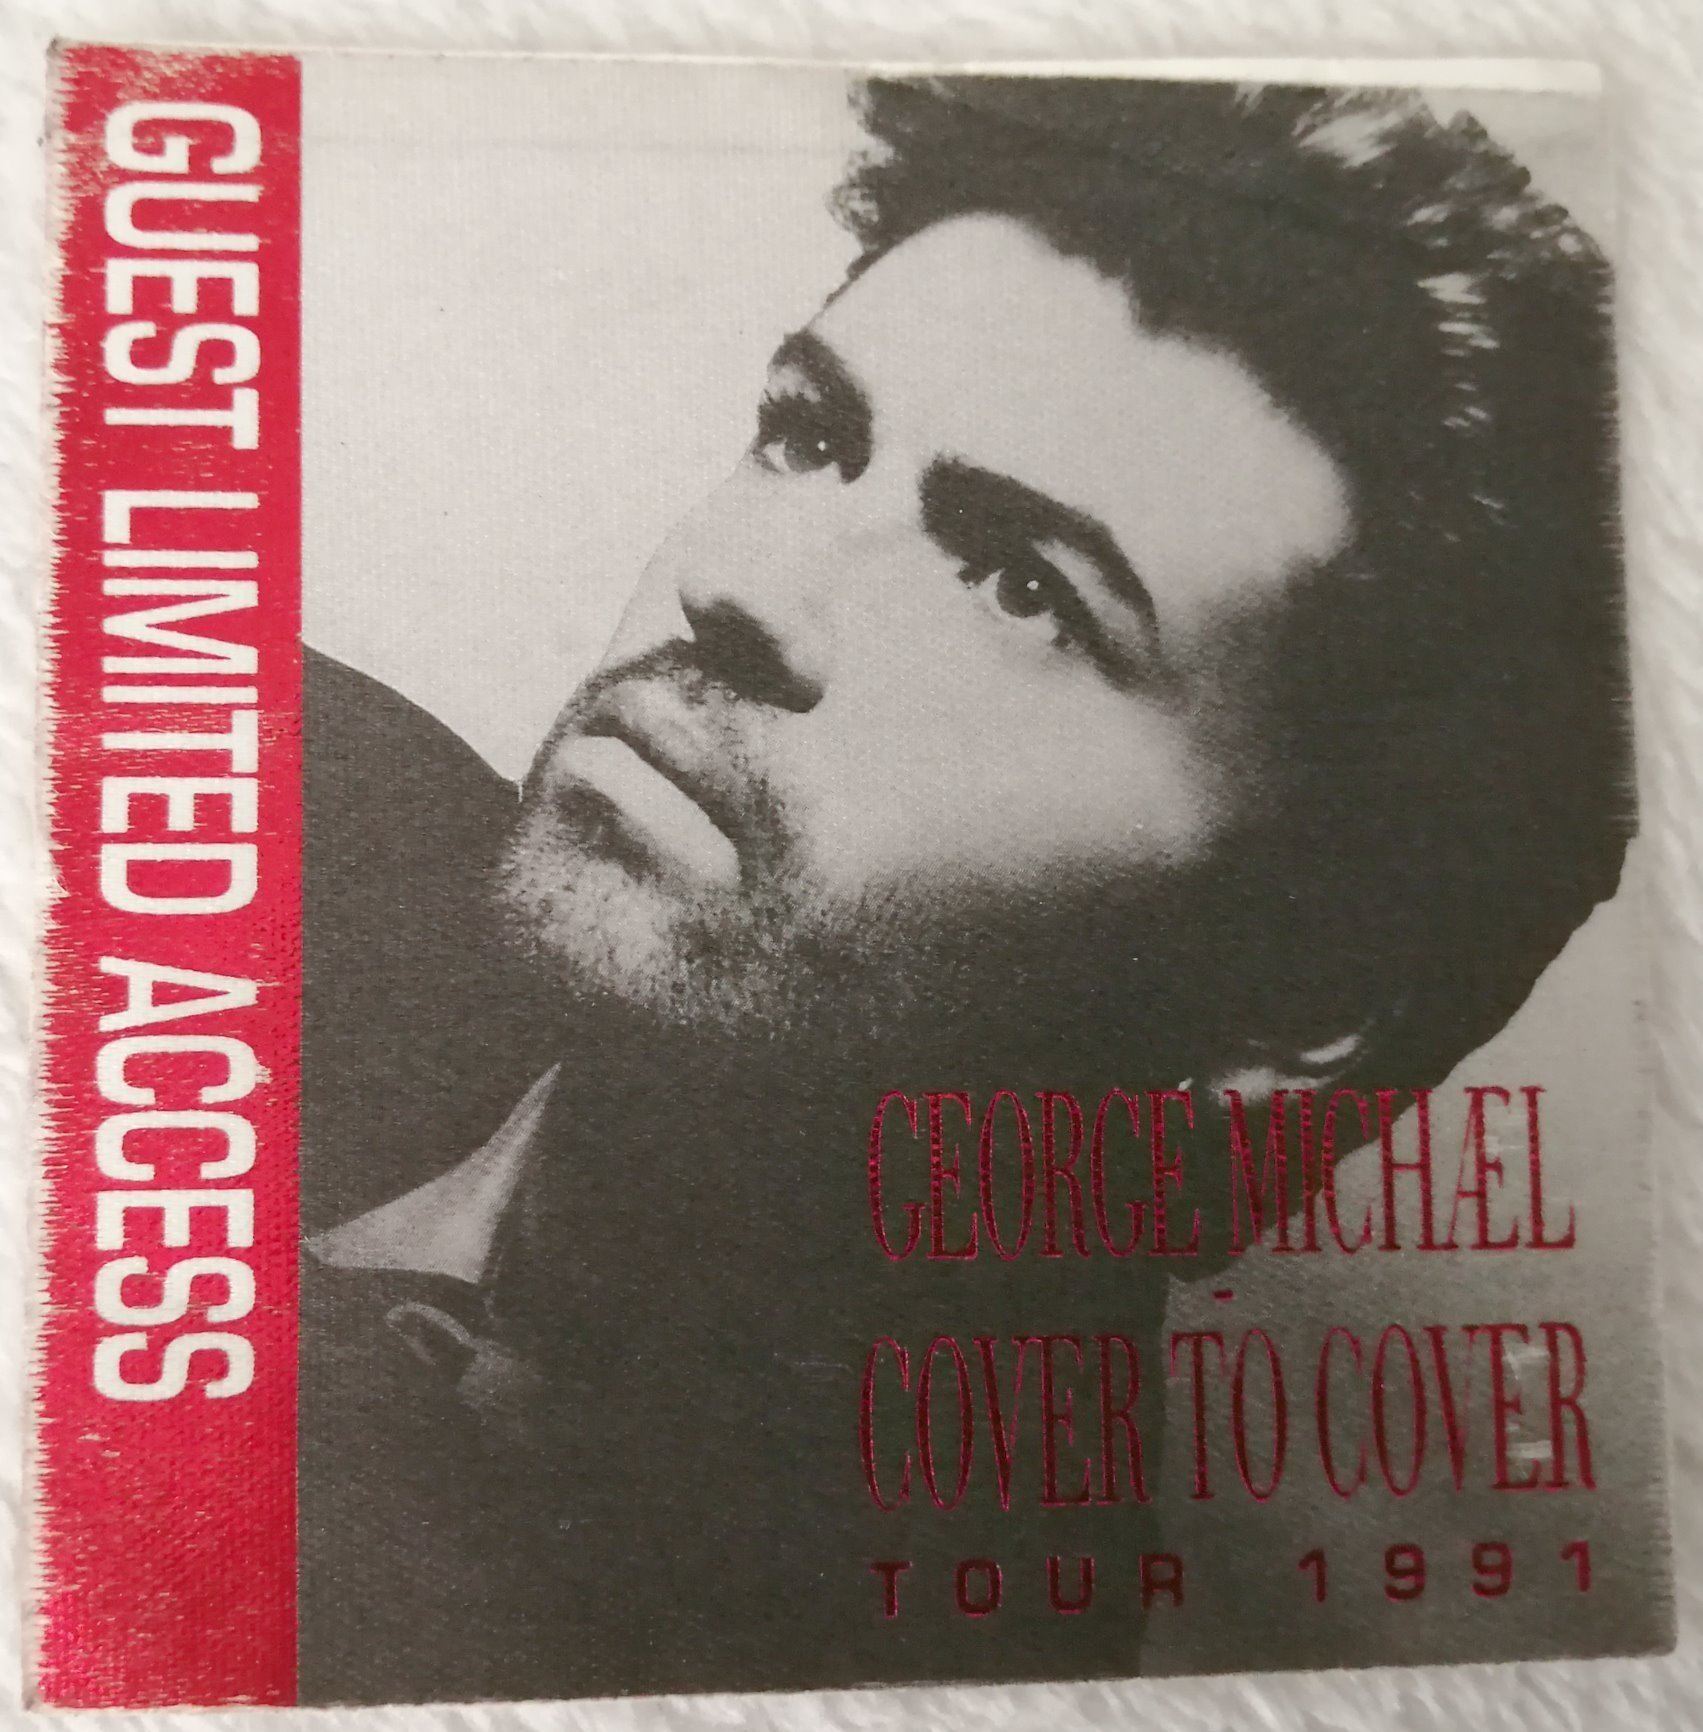 GUEST LIMITED ACCESS
GEORGE MICHÆL
-
COVER TO COVER
TOUR 1991